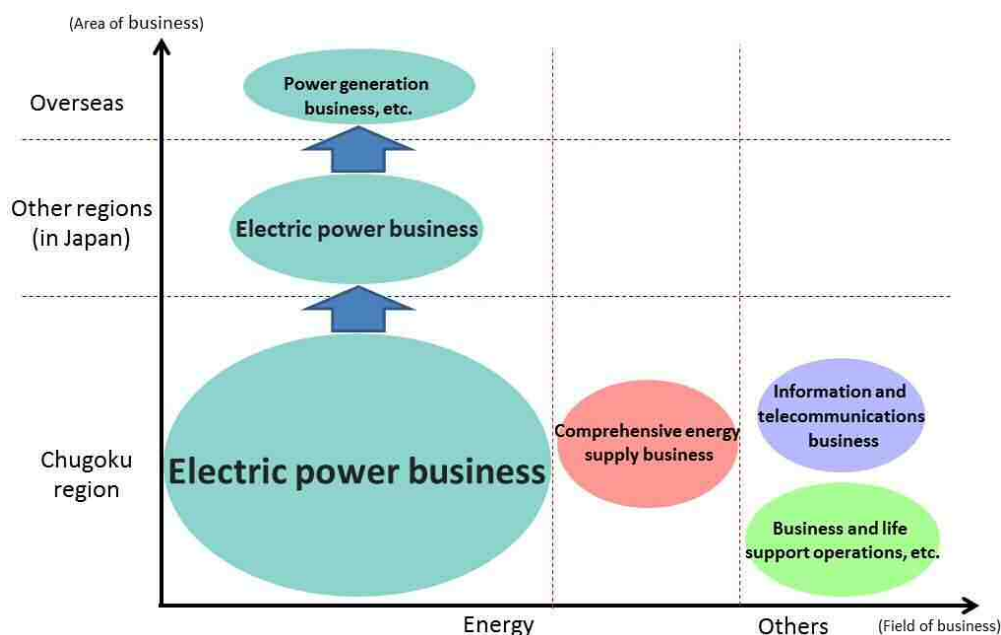 (Area of business)
Overseas
Power generation
business, etc.
Other regions
(in Japan)
Electric power business
Chugoku
region
Electric power business
Comprehensive energy
supply business
Information and
telecommunications
business
Business and life
support operations, etc.
Energy
Others
(Field of business)